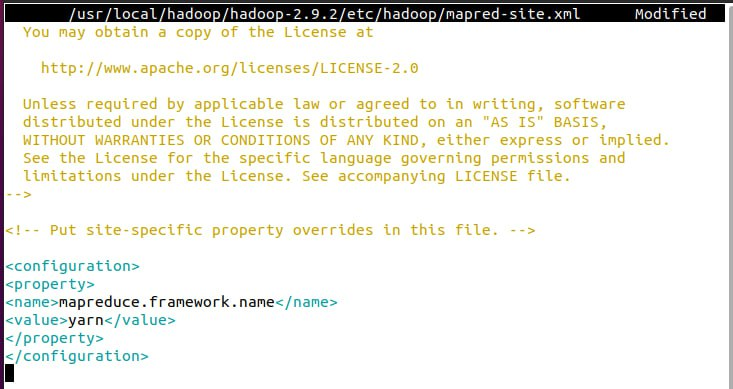 /usr/local/hadoop/hadoop-2.9.2/etc/hadoop/mapred-site.xml Modified
You may obtain a copy of the License at
http://www.apache.org/licenses/LICENSE-2.0
Unless required by applicable law or agreed to in writing, software
distributed under the License is distributed on an "AS IS" BASIS,
WITHOUT WARRANTIES OR CONDITIONS OF ANY KIND, either express or implied.
See the License for the specific language governing permissions and
limitations under the License. See accompanying LICENSE file.
-->
<!-- Put site-specific property overrides in this file. -->
<configuration>
<property>
<name>mapreduce.framework.name</name>
<value>yarn</value>
</property>
</configuration>